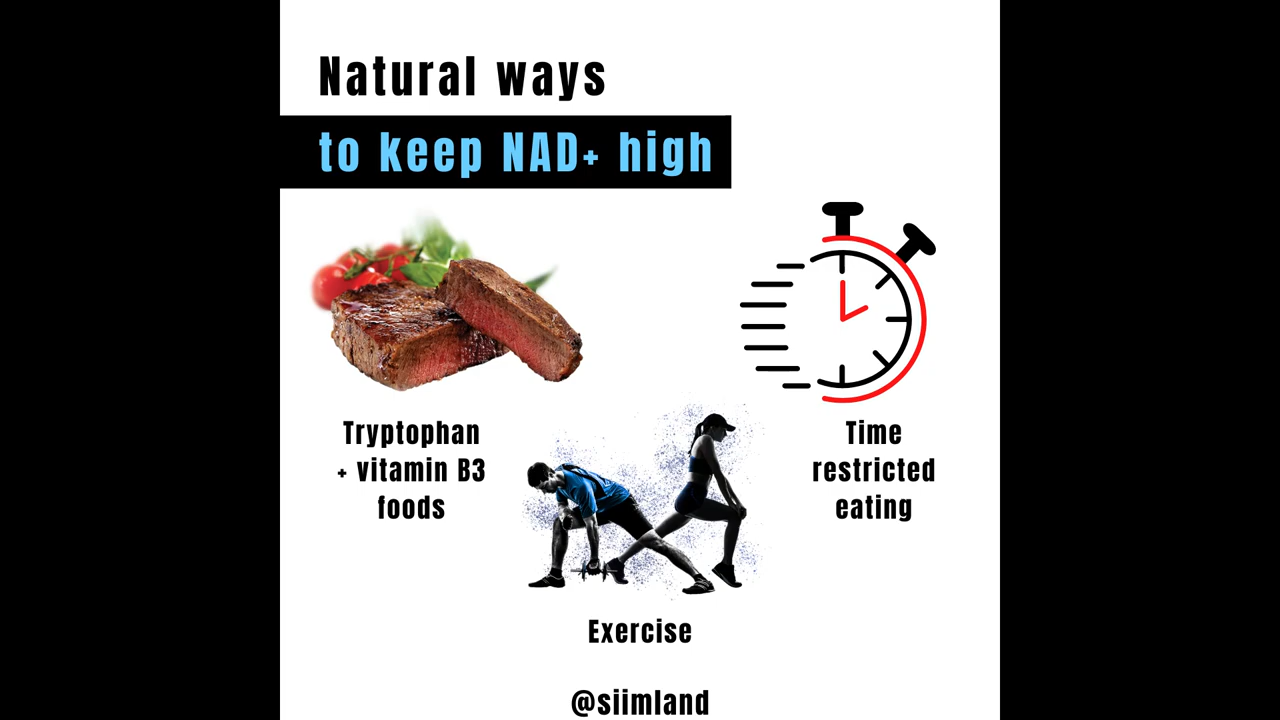 Natural ways
to keep NAD+ high
Tryptophan
+ vitamin B3
foods
Time
restricted
eating
Exercise
@siimland